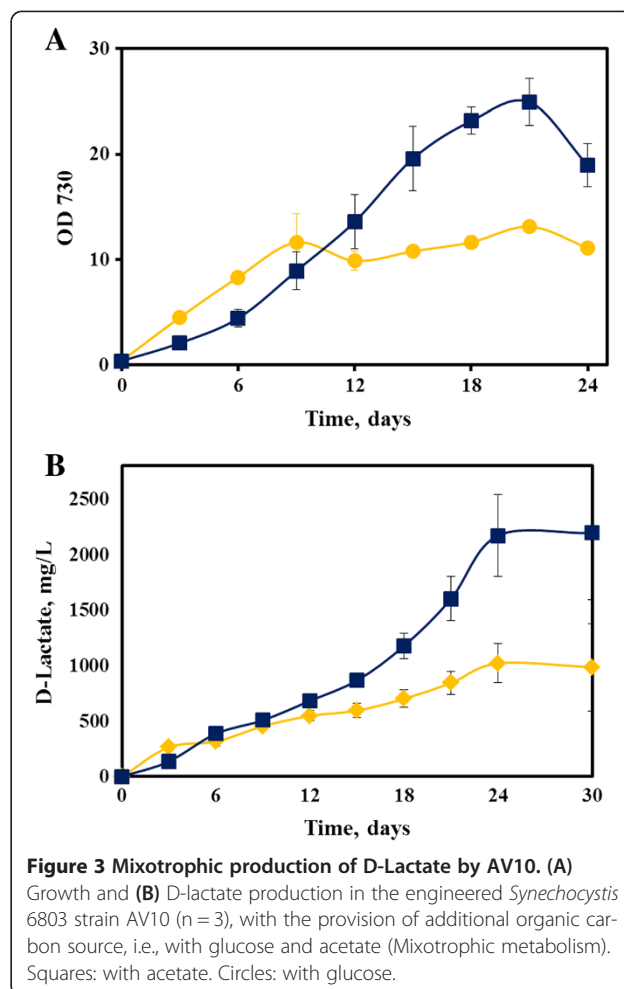 A
30
20
10
0
OD 730
0 6 12 18 24
Time, days
B
2500
2000
1500
1000
500
0
D-Lactate, mg/L
0 6 12 18 24 30
Time, days
Figure 3 Mixotrophic production of D-Lactate by AV10. (A)
Growth and (B) D-lactate production in the engineered Synechocystis
6803 strain AV10 (n = 3), with the provision of additional organic car-
bon source, i.e., with glucose and acetate (Mixotrophic metabolism).
Squares: with acetate. Circles: with glucose.